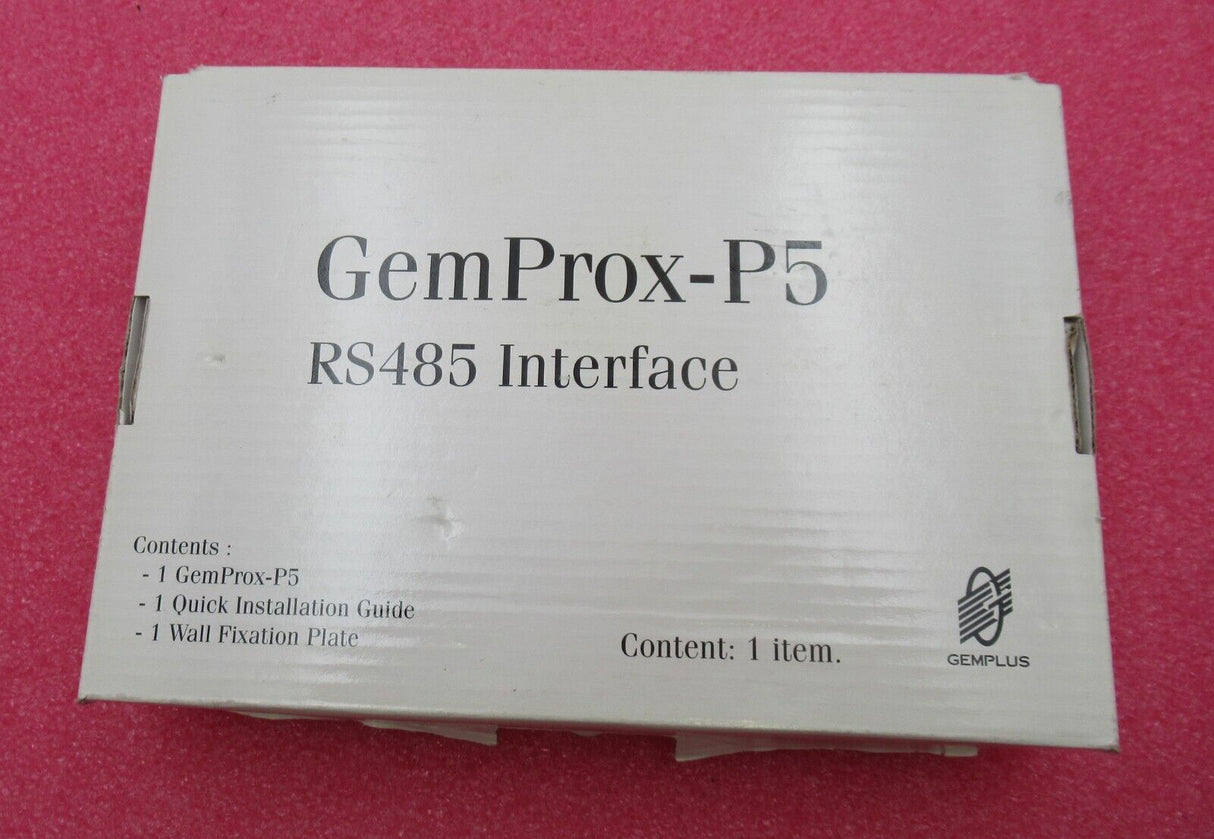 GemProx-P5
RS485 Interface
Contents :
- 1 GemProx-P5
- 1 Quick Installation Guide
- 1 Wall Fixation Plate
Content: 1 item.
GEMPLUS